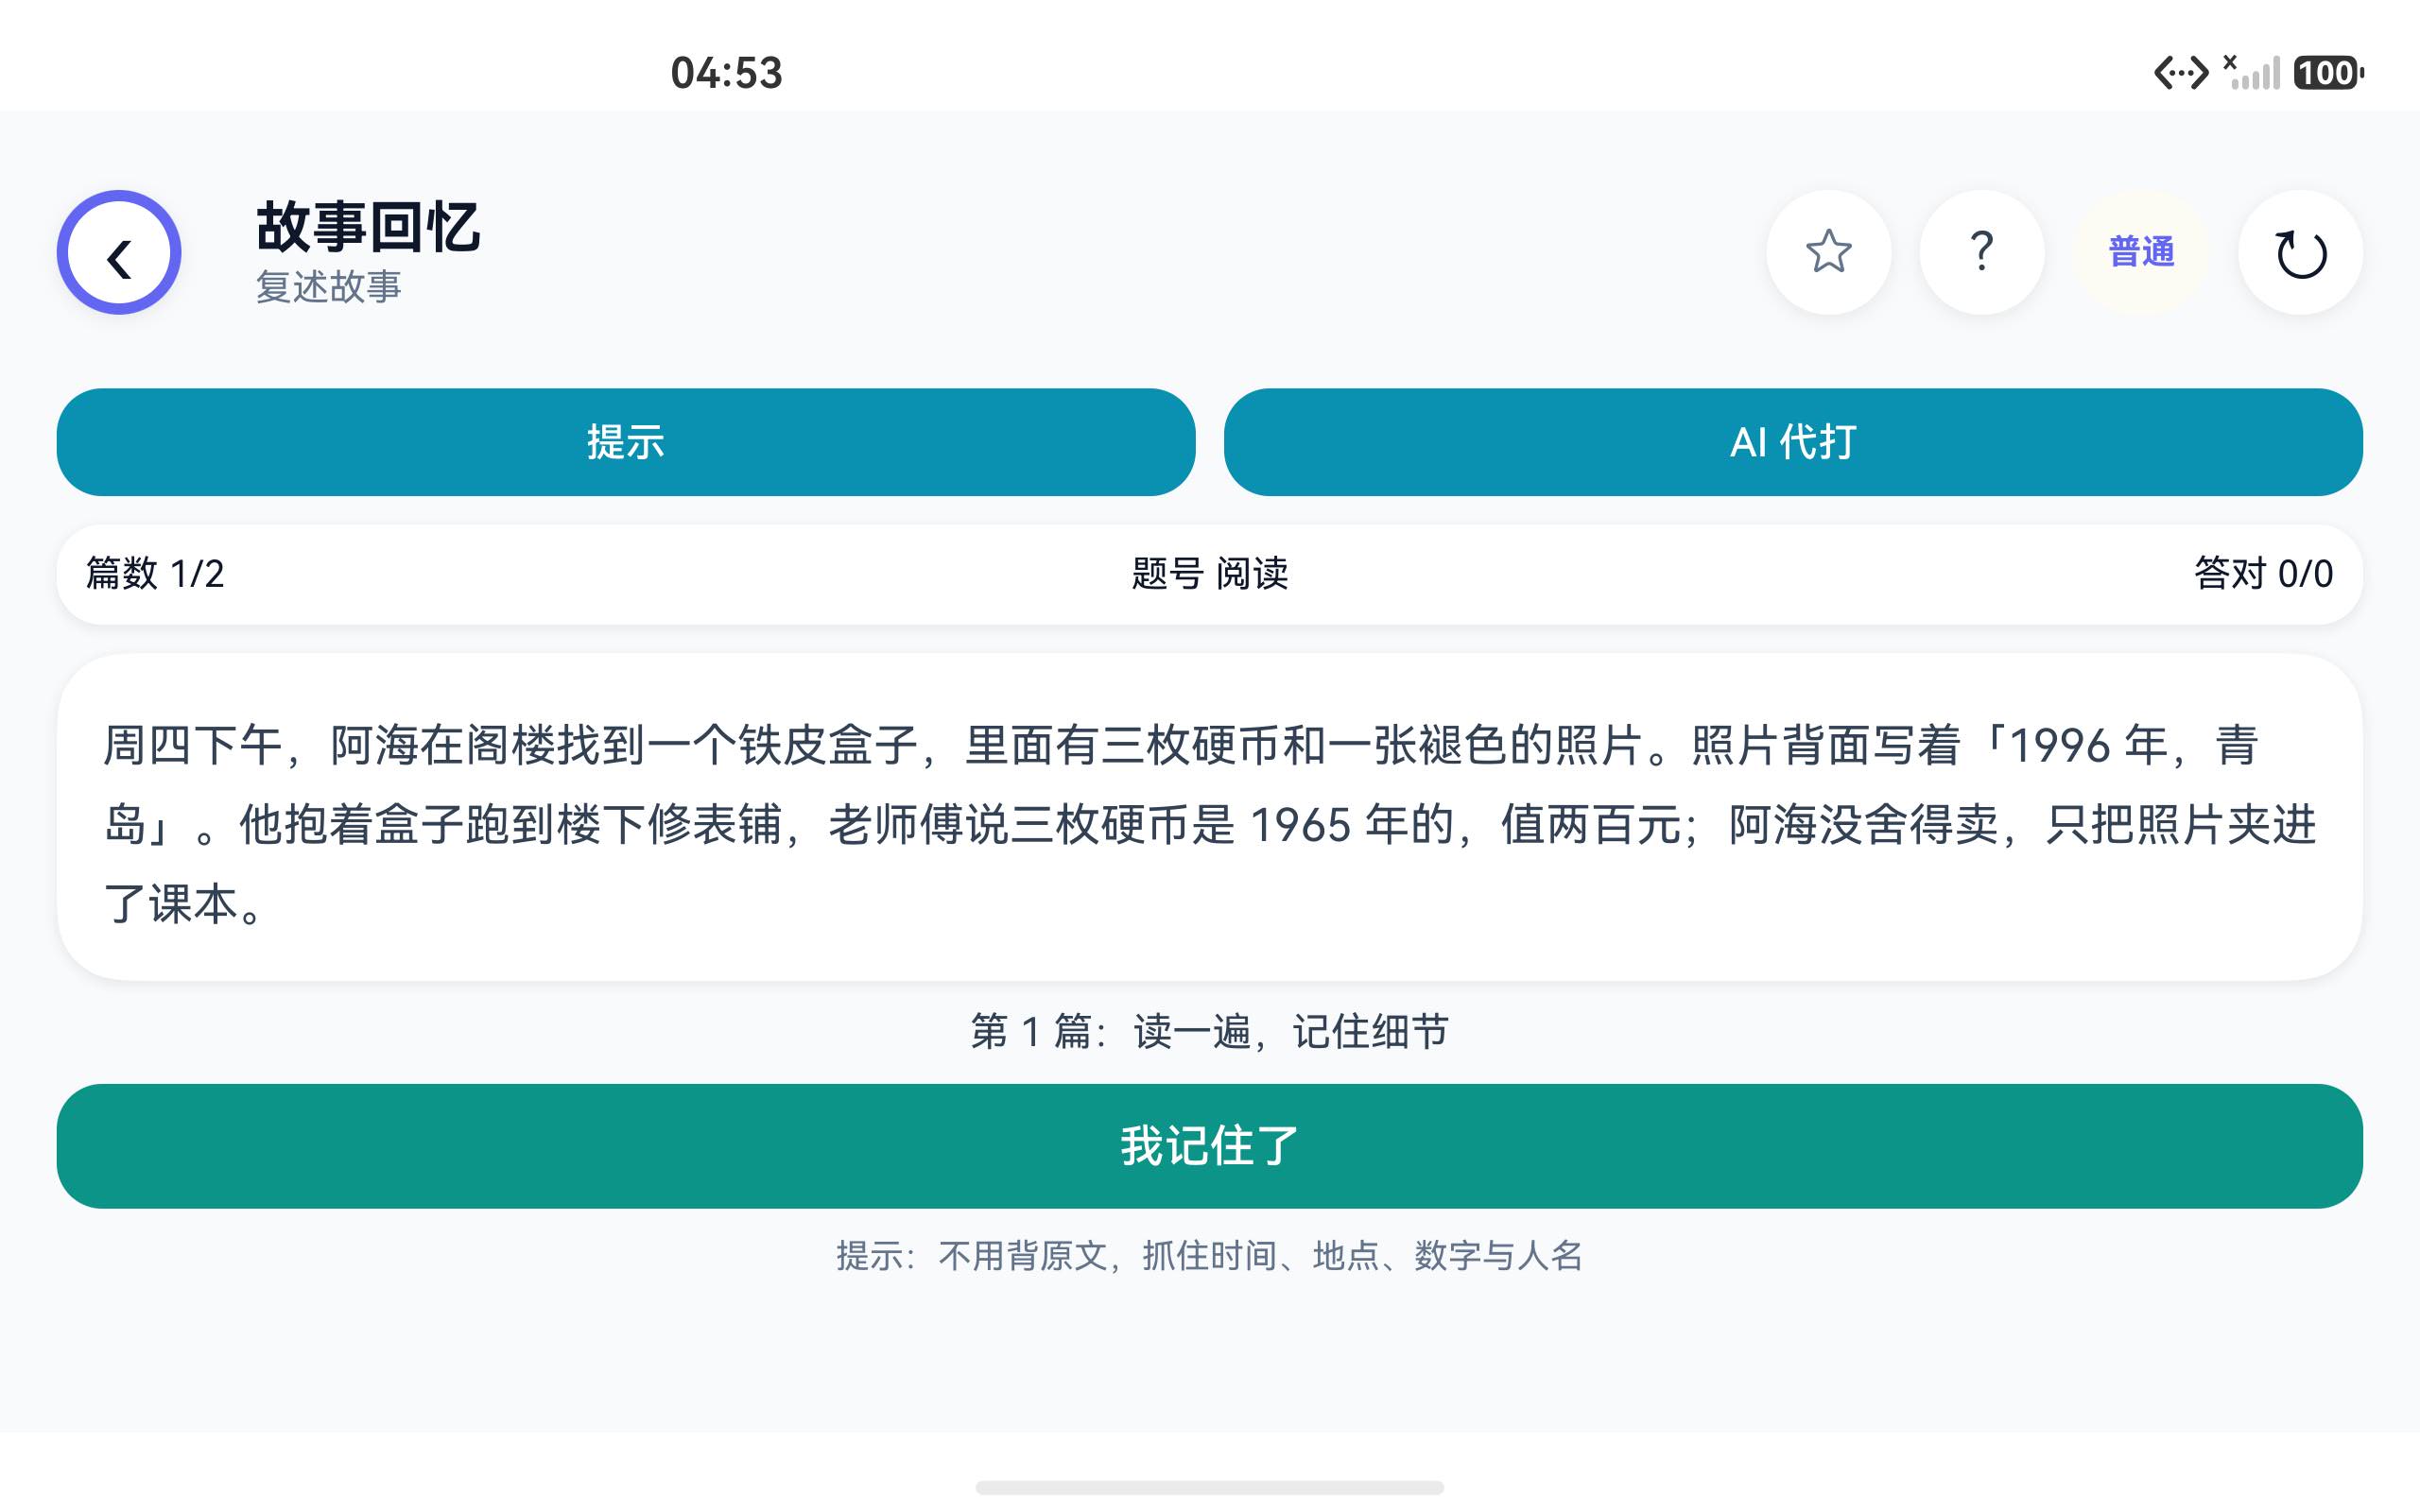 04:53
100
故事回忆
复述故事
?
普通
提示
AI 代打
篇数 1/2
题号 阅读
答对 0/0
周四下午，阿海在阁楼找到一个铁皮盒子，里面有三枚硬币和一张褪色的照片。照片背面写着「1996 年，青
岛」。他抱着盒子跑到楼下修表铺，老师傅说三枚硬币是 1965 年的，值两百元；阿海没舍得卖，只把照片夹进
了课本。
第 1 篇：读一遍，记住细节
我记住了
提示：不用背原文，抓住时间、地点、数字与人名